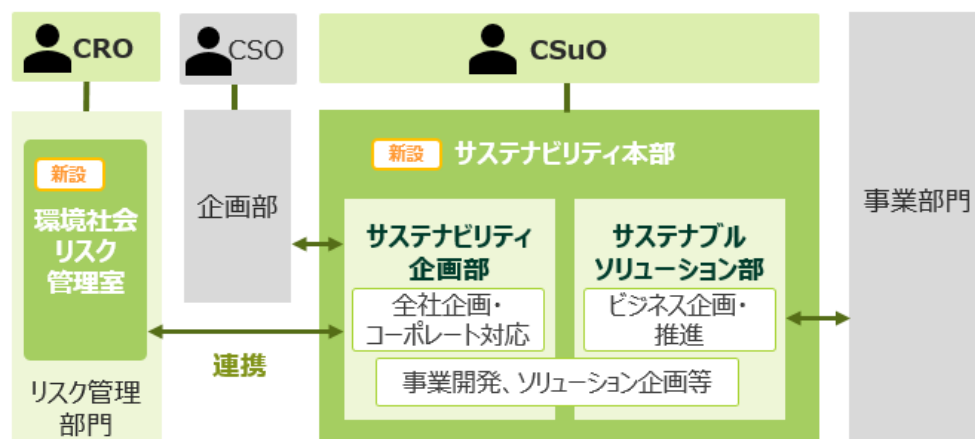 CRO
CSO
CSuO
新設
環境社会
リスク
管理室
リスク管理
部門
企画部
連携
新設 サステナビリティ本部
サステナビリティ
企画部
全社企画・
コーポレート対応
サステナブル
ソリューション部
ビジネス企画・
推進
事業開発、ソリューション企画等
事業部門